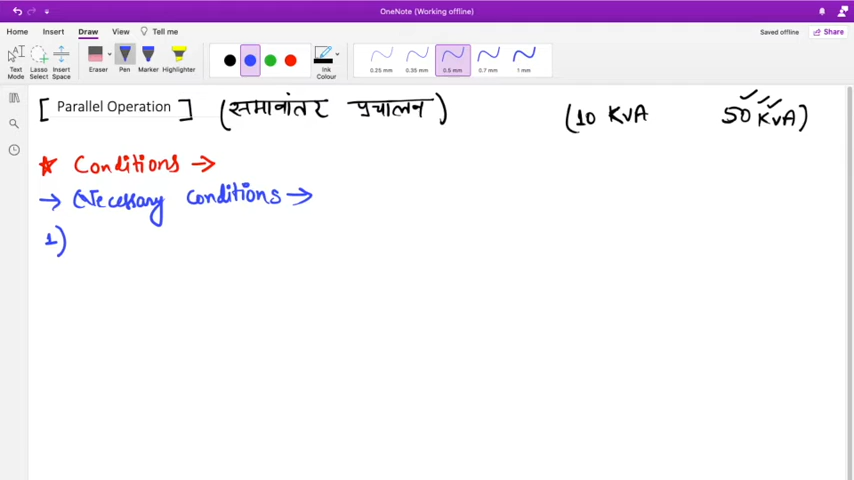 OneNote (Working offline)
Home Insert Draw View Tell me Saved offline Share
Text Mode Lasso Select Insert Space Eraser Pen Marker Highlighter Ink Colour 0.25 mm 0.35 mm 0.5 mm 0.7 mm 1 mm
[ Parallel Operation ] (समावांतर प्रचालन) (10 KVA 50 KVA)
★ Conditions →
→ Necessary conditions →
1)